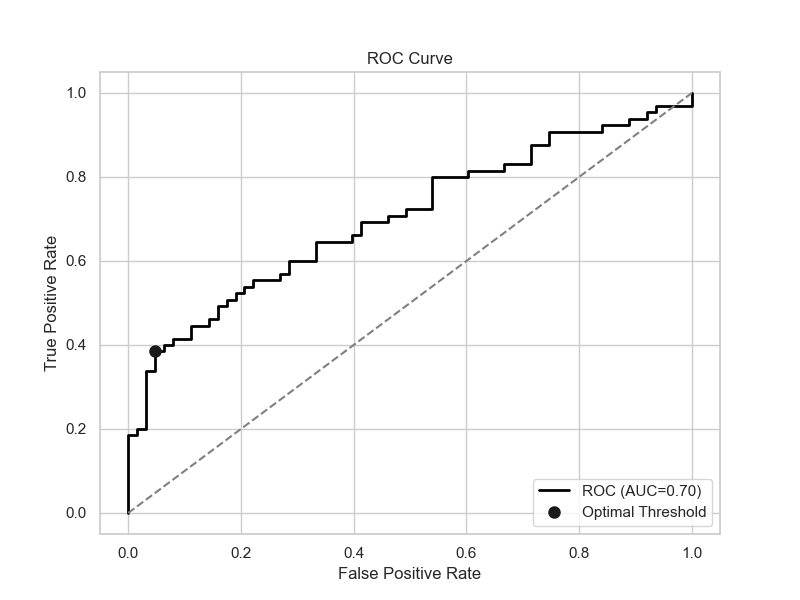 ROC Curve
True Positive Rate
1.0
0.8
0.6
0.4
0.2
0.0
0.0 0.2 0.4 0.6 0.8 1.0
False Positive Rate
ROC (AUC=0.70)
Optimal Threshold